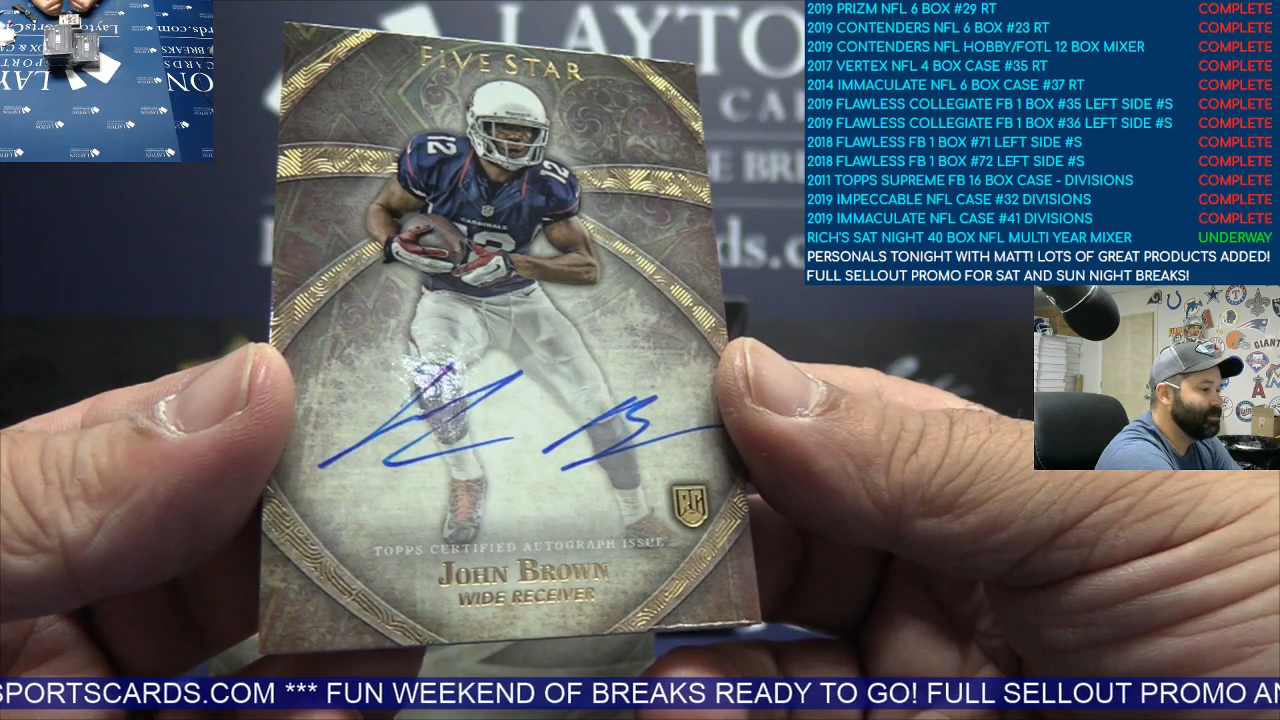 FIVE STAR
12
12
CARDINALS
12
RC
TOPPS CERTIFIED AUTOGRAPH ISSUE
JOHN BROWN
WIDE RECEIVER
LAYTO
CA
E BRE
ds.c
2019 PRIZM NFL 6 BOX #29 RT COMPLETE
2019 CONTENDERS NFL 6 BOX #23 RT COMPLETE
2019 CONTENDERS NFL HOBBY/FOTL 12 BOX MIXER COMPLETE
2017 VERTEX NFL 4 BOX CASE #35 RT COMPLETE
2014 IMMACULATE NFL 6 BOX CASE #37 RT COMPLETE
2019 FLAWLESS COLLEGIATE FB 1 BOX #35 LEFT SIDE #S COMPLETE
2019 FLAWLESS COLLEGIATE FB 1 BOX #36 LEFT SIDE #S COMPLETE
2018 FLAWLESS FB 1 BOX #71 LEFT SIDE #S COMPLETE
2018 FLAWLESS FB 1 BOX #72 LEFT SIDE #S COMPLETE
2011 TOPPS SUPREME FB 16 BOX CASE - DIVISIONS COMPLETE
2019 IMPECCABLE NFL CASE #32 DIVISIONS COMPLETE
2019 IMMACULATE NFL CASE #41 DIVISIONS COMPLETE
RICH'S SAT NIGHT 40 BOX NFL MULTI YEAR MIXER UNDERWAY
PERSONALS TONIGHT WITH MATT! LOTS OF GREAT PRODUCTS ADDED!
FULL SELLOUT PROMO FOR SAT AND SUN NIGHT BREAKS!
GIANT
SPORTSCARDS.COM *** FUN WEEKEND OF BREAKS READY TO GO! FULL SELLOUT PROMO AN